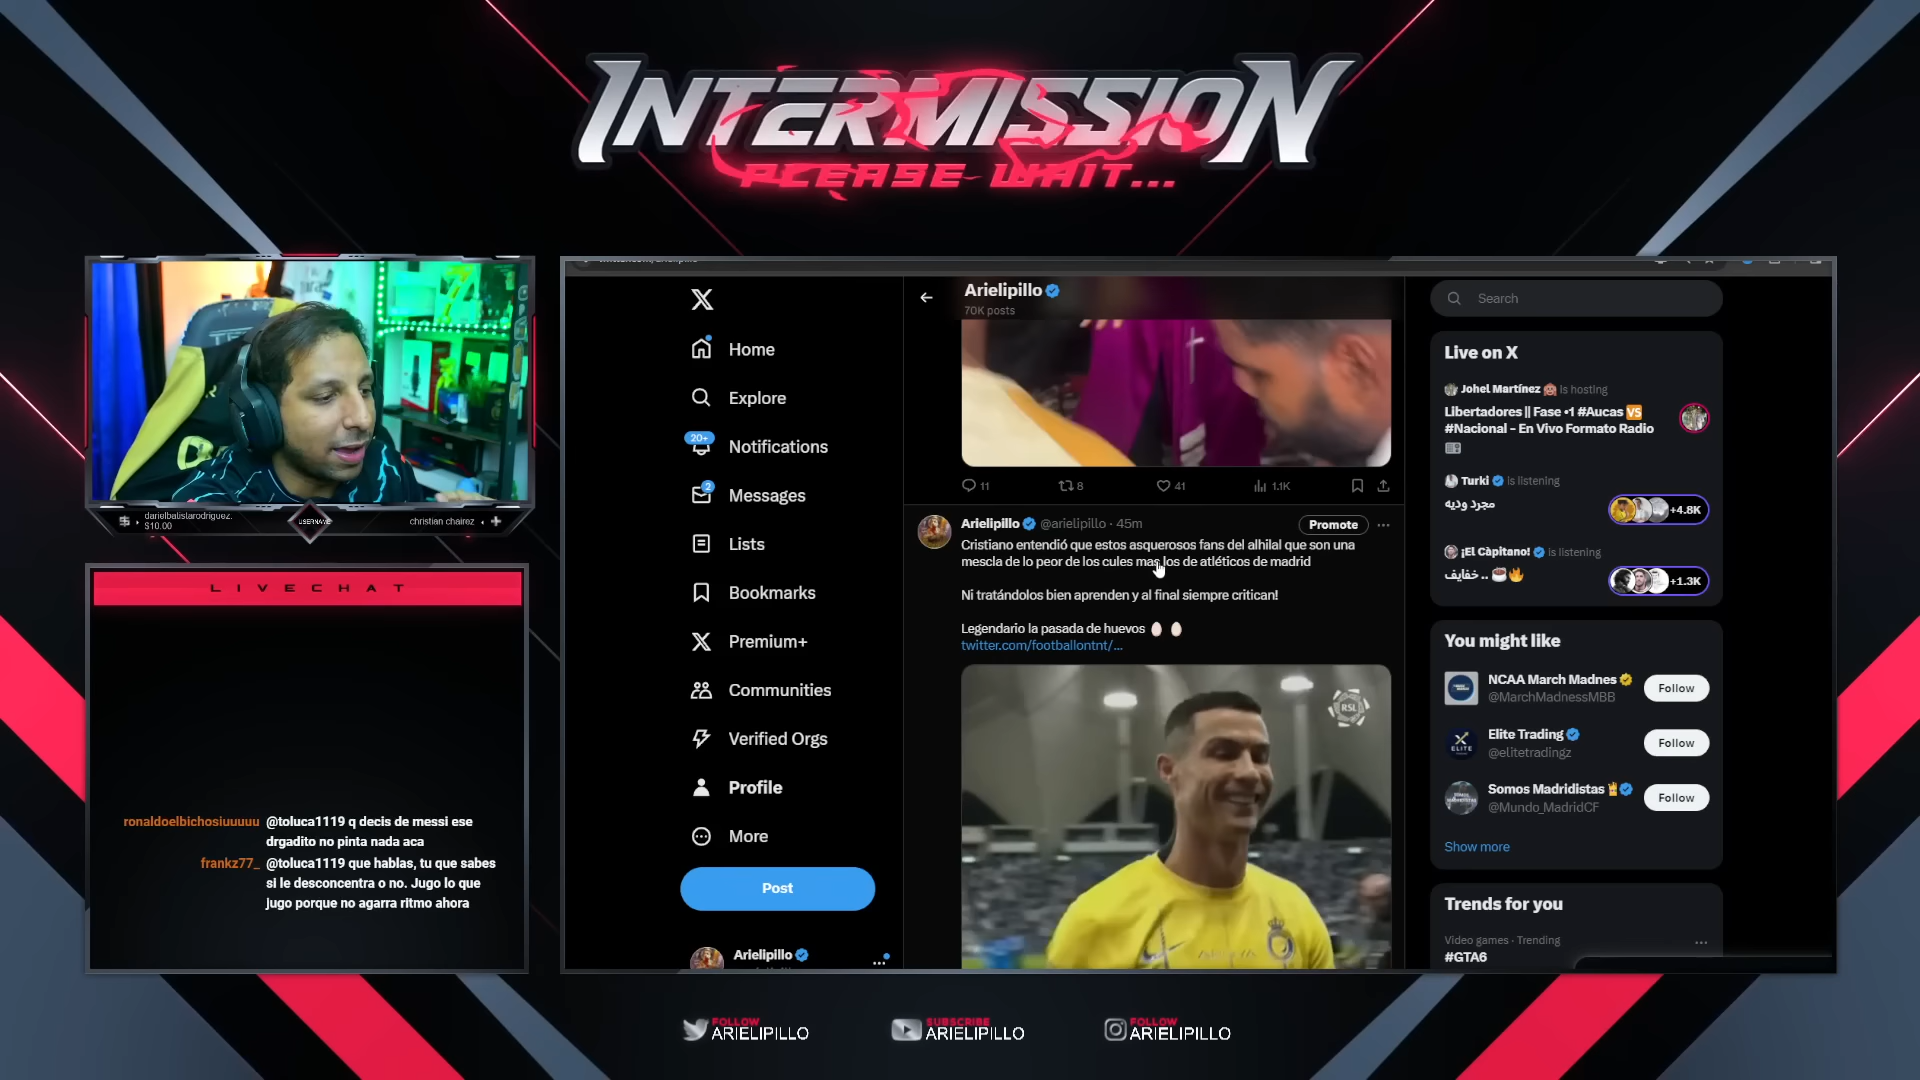 INTERMISSION
PLEASE WAIT...
darielbatistarodriguez.
$10.00
USERNAME
christian chairez
LIVECHAT
ronaldoelbichosiuuuuu @toluca1119 q decis de messi ese
drgadito no pinta nada aca
frankz77_ @toluca1119 que hablas, tu que sabes
si le desconcentra o no. Jugo lo que
jugo porque no agarra ritmo ahora
Home
Explore
20+
Notifications
2
Messages
Lists
Bookmarks
Premium+
Communities
Verified Orgs
Profile
More
Post
Arielipillo
Arielipillo
70K posts
11
8
41
1.1K
Arielipillo @arielipillo · 45m
Promote
Cristiano entendió que estos asquerosos fans del alhilal que son una
mescla de lo peor de los cules mas los de atléticos de madrid
Ni tratándolos bien aprenden y al final siempre critican!
Legendario la pasada de huevos
twitter.com/footballontnt/...
RSL
Search
Live on X
Johel Martínez is hosting
Libertadores || Fase •1 #Aucas VS
#Nacional - En Vivo Formato Radio
Turki is listening
مجرد وديه
+4.8K
¡El Càpitano! is listening
خفايف ..
+1.3K
You might like
NCAA March Madnes
@MarchMadnessMBB
Follow
Elite Trading
@elitetradingz
Follow
Somos Madridistas
@Mundo_MadridCF
Follow
Show more
Trends for you
Video games · Trending
#GTA6
FOLLOW
ARIELIPILLO
SUBSCRIBE
ARIELIPILLO
FOLLOW
ARIELIPILLO